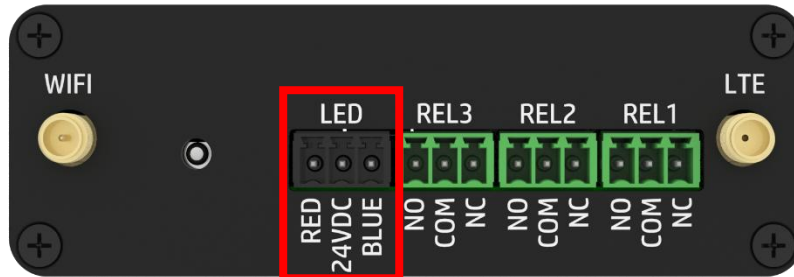 WIFI
LTE
LED
REL3
REL2
REL1
RED
24VDC
BLUE
NO
COM
NC
NO
COM
NC
NO
COM
NC